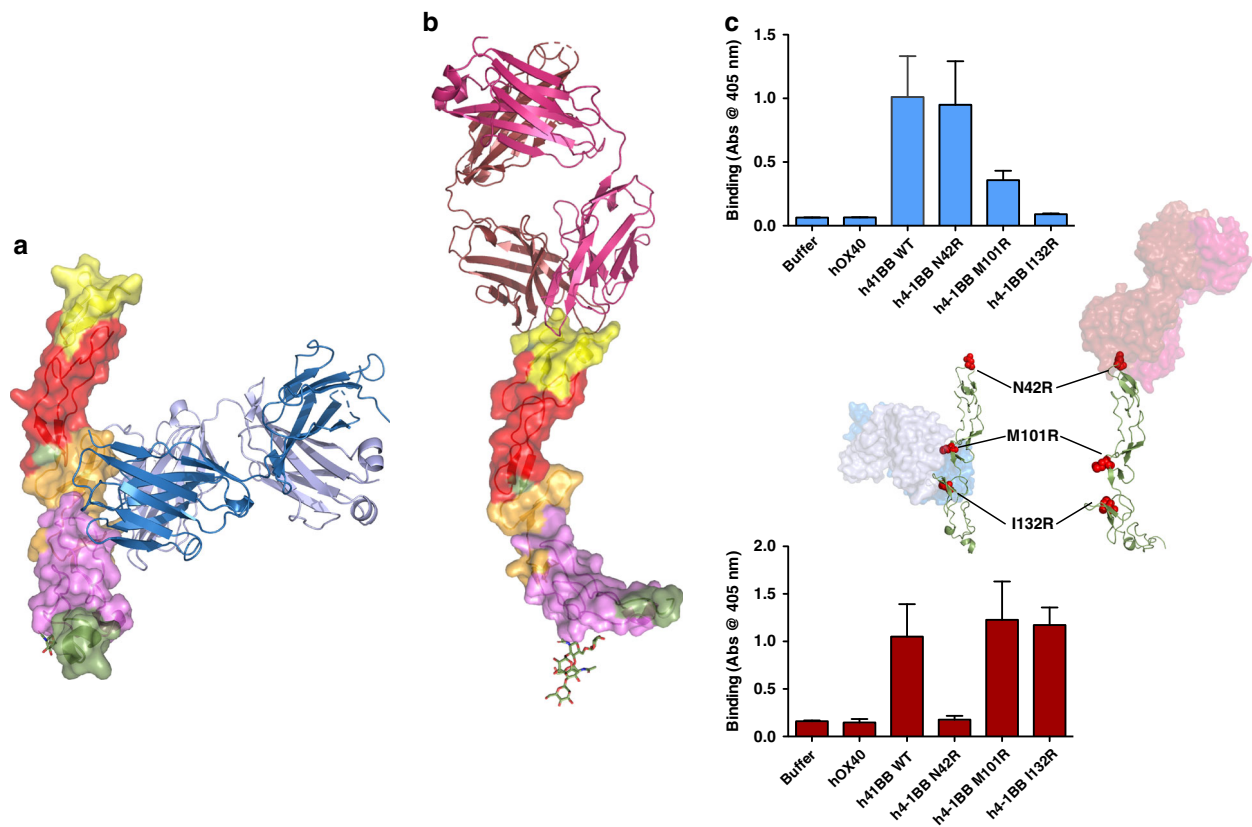 a
b
c
Binding (Abs @ 405 nm)
1.5
1.0
0.5
0.0
Buffer
hOX40
h41BB WT
h4-1BB N42R
h4-1BB M101R
h4-1BB I132R
N42R
M101R
I132R
Binding (Abs @ 405 nm)
2.0
1.5
1.0
0.5
0.0
Buffer
hOX40
h41BB WT
h4-1BB N42R
h4-1BB M101R
h4-1BB I132R